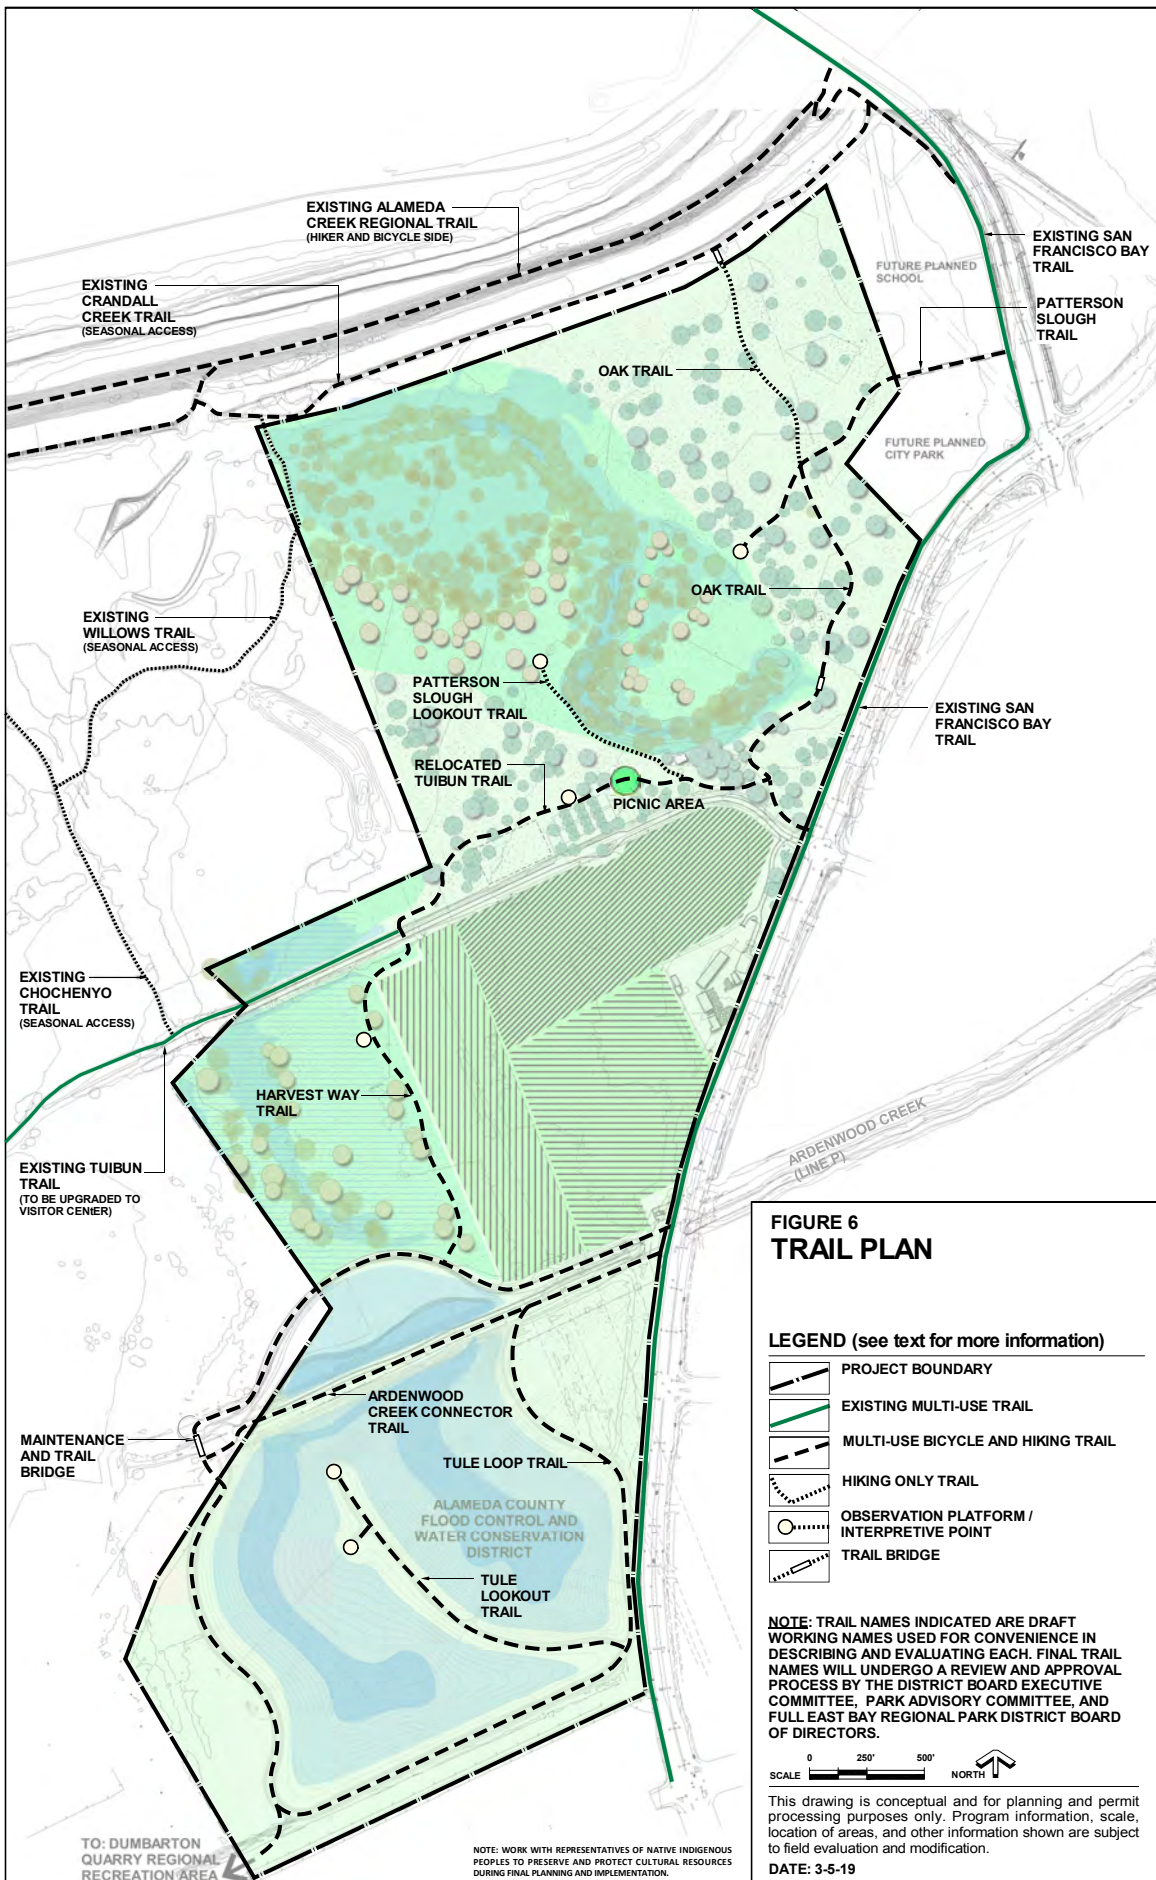 EXISTING ALAMEDA
CREEK REGIONAL TRAIL
(HIKER AND BICYCLE SIDE)
EXISTING SAN
FRANCISCO BAY
TRAIL
FUTURE PLANNED
SCHOOL
EXISTING
CRANDALL
CREEK TRAIL
(SEASONAL ACCESS)
PATTERSON
SLOUGH
TRAIL
OAK TRAIL
FUTURE PLANNED
CITY PARK
OAK TRAIL
EXISTING
WILLOWS TRAIL
(SEASONAL ACCESS)
PATTERSON
SLOUGH
LOOKOUT TRAIL
EXISTING SAN
FRANCISCO BAY
TRAIL
RELOCATED
TUIBUN TRAIL
PICNIC AREA
EXISTING
CHOCHENYO
TRAIL
(SEASONAL ACCESS)
HARVEST WAY
TRAIL
ARDENWOOD CREEK
(LINE P)
EXISTING TUIBUN
TRAIL
(TO BE UPGRADED TO
VISITOR CENTER)
ARDENWOOD
CREEK CONNECTOR
TRAIL
MAINTENANCE
AND TRAIL
BRIDGE
TULE LOOP TRAIL
ALAMEDA COUNTY
FLOOD CONTROL AND
WATER CONSERVATION
DISTRICT
TULE
LOOKOUT
TRAIL
TO: DUMBARTON
QUARRY REGIONAL
RECREATION AREA
NOTE: WORK WITH REPRESENTATIVES OF NATIVE INDIGENOUS
PEOPLES TO PRESERVE AND PROTECT CULTURAL RESOURCES
DURING FINAL PLANNING AND IMPLEMENTATION.
FIGURE 6
TRAIL PLAN
LEGEND (see text for more information)
PROJECT BOUNDARY
EXISTING MULTI-USE TRAIL
MULTI-USE BICYCLE AND HIKING TRAIL
HIKING ONLY TRAIL
OBSERVATION PLATFORM /
INTERPRETIVE POINT
TRAIL BRIDGE
NOTE: TRAIL NAMES INDICATED ARE DRAFT
WORKING NAMES USED FOR CONVENIENCE IN
DESCRIBING AND EVALUATING EACH. FINAL TRAIL
NAMES WILL UNDERGO A REVIEW AND APPROVAL
PROCESS BY THE DISTRICT BOARD EXECUTIVE
COMMITTEE, PARK ADVISORY COMMITTEE, AND
FULL EAST BAY REGIONAL PARK DISTRICT BOARD
OF DIRECTORS.
0 250' 500'
SCALE NORTH
This drawing is conceptual and for planning and permit
processing purposes only. Program information, scale,
location of areas, and other information shown are subject
to field evaluation and modification.
DATE: 3-5-19